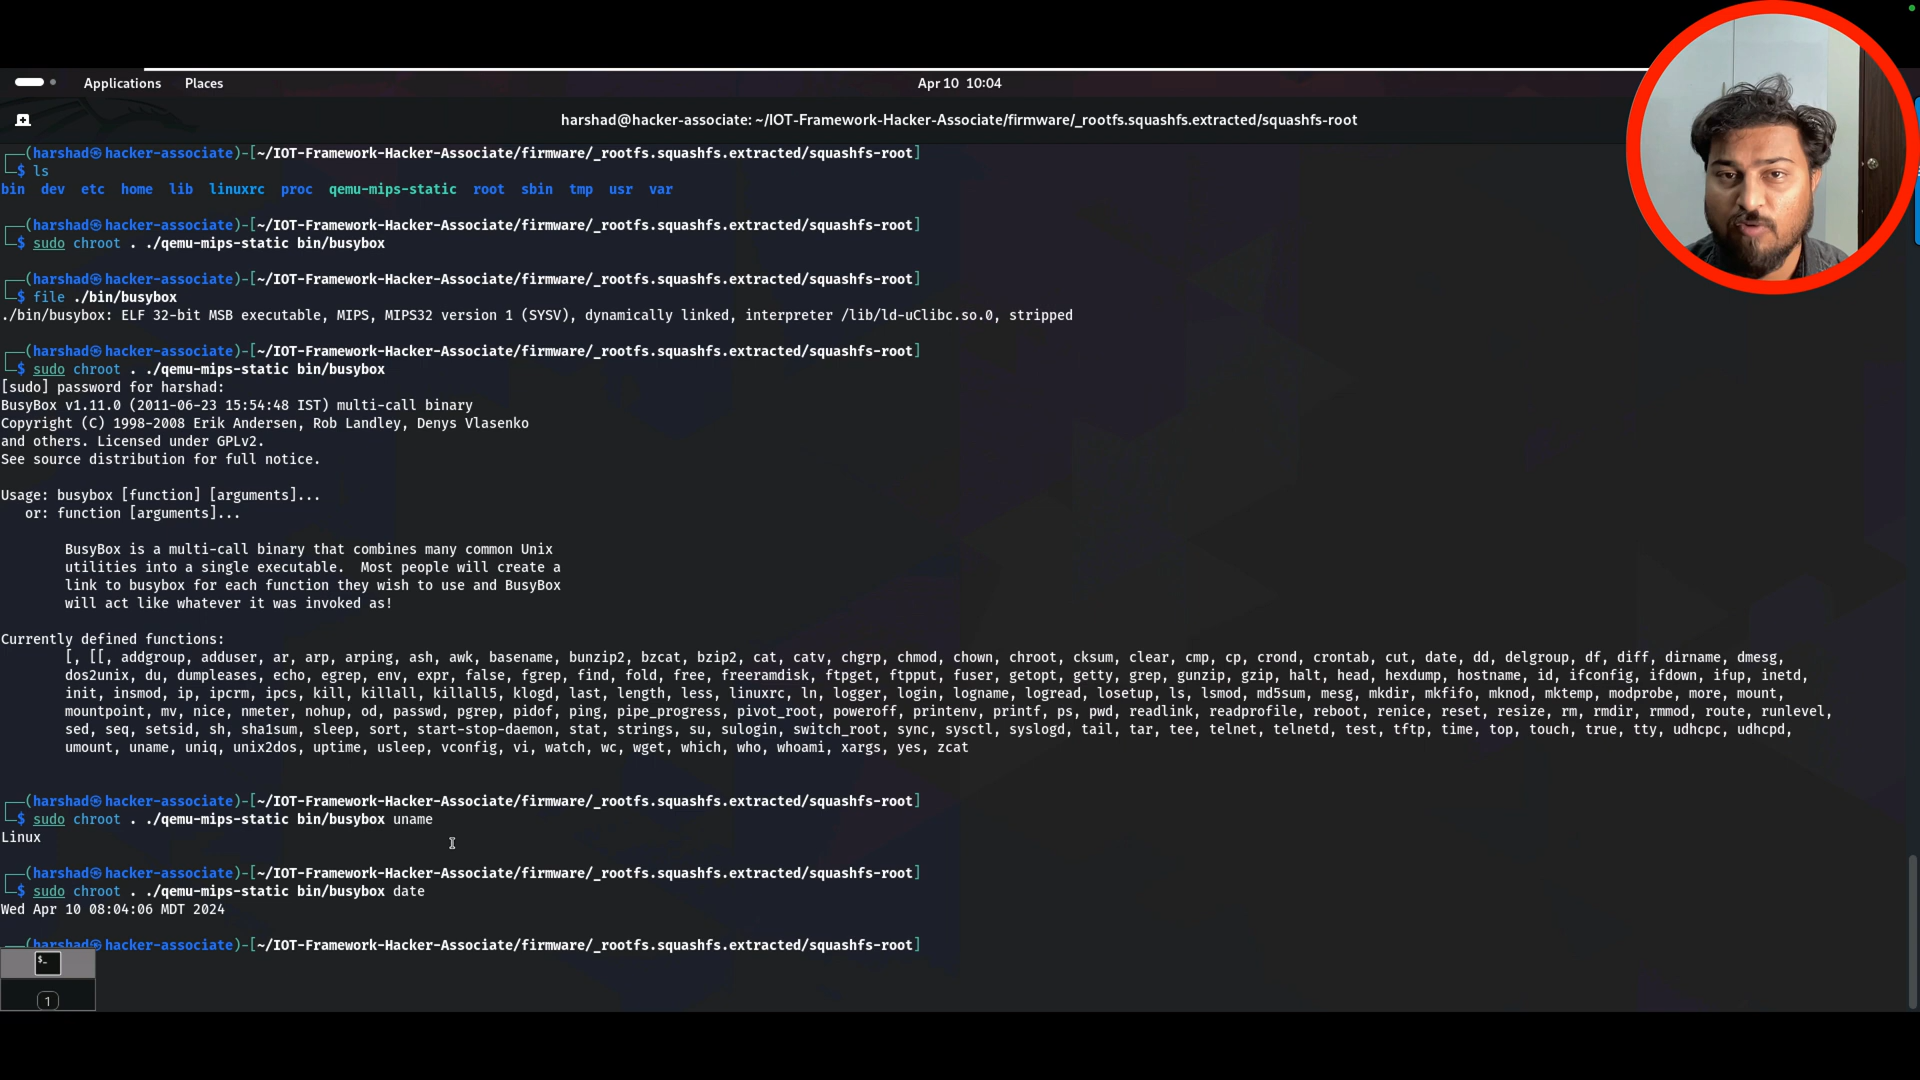 Applications Places Apr 10 10:04
harshad@hacker-associate: ~/IOT-Framework-Hacker-Associate/firmware/_rootfs.squashfs.extracted/squashfs-root
┌──(harshad㉿hacker-associate)-[~/IOT-Framework-Hacker-Associate/firmware/_rootfs.squashfs.extracted/squashfs-root]
└─$ ls
bin dev etc home lib linuxrc proc qemu-mips-static root sbin tmp usr var
┌──(harshad㉿hacker-associate)-[~/IOT-Framework-Hacker-Associate/firmware/_rootfs.squashfs.extracted/squashfs-root]
└─$ sudo chroot . ./qemu-mips-static bin/busybox
┌──(harshad㉿hacker-associate)-[~/IOT-Framework-Hacker-Associate/firmware/_rootfs.squashfs.extracted/squashfs-root]
└─$ file ./bin/busybox
./bin/busybox: ELF 32-bit MSB executable, MIPS, MIPS32 version 1 (SYSV), dynamically linked, interpreter /lib/ld-uClibc.so.0, stripped
┌──(harshad㉿hacker-associate)-[~/IOT-Framework-Hacker-Associate/firmware/_rootfs.squashfs.extracted/squashfs-root]
└─$ sudo chroot . ./qemu-mips-static bin/busybox
[sudo] password for harshad:
BusyBox v1.11.0 (2011-06-23 15:54:48 IST) multi-call binary
Copyright (C) 1998-2008 Erik Andersen, Rob Landley, Denys Vlasenko
and others. Licensed under GPLv2.
See source distribution for full notice.
Usage: busybox [function] [arguments]...
or: function [arguments]...
BusyBox is a multi-call binary that combines many common Unix
utilities into a single executable.  Most people will create a
link to busybox for each function they wish to use and BusyBox
will act like whatever it was invoked as!
Currently defined functions:
[, [[, addgroup, adduser, ar, arp, arping, ash, awk, basename, bunzip2, bzcat, bzip2, cat, catv, chgrp, chmod, chown, chroot, cksum, clear, cmp, cp, crond, crontab, cut, date, dd, delgroup, df, diff, dirname, dmesg,
dos2unix, du, dumpleases, echo, egrep, env, expr, false, fgrep, find, fold, free, freeramdisk, ftpget, ftpput, fuser, getopt, getty, grep, gunzip, gzip, halt, head, hexdump, hostname, id, ifconfig, ifdown, ifup, inetd,
init, insmod, ip, ipcrm, ipcs, kill, killall, killall5, klogd, last, length, less, linuxrc, ln, logger, login, logname, logread, losetup, ls, lsmod, md5sum, mesg, mkdir, mkfifo, mknod, mktemp, modprobe, more, mount,
mountpoint, mv, nice, nmeter, nohup, od, passwd, pgrep, pidof, ping, pipe_progress, pivot_root, poweroff, printenv, printf, ps, pwd, readlink, readprofile, reboot, renice, reset, resize, rm, rmdir, rmmod, route, runlevel,
sed, seq, setsid, sh, sha1sum, sleep, sort, start-stop-daemon, stat, strings, su, sulogin, switch_root, sync, sysctl, syslogd, tail, tar, tee, telnet, telnetd, test, tftp, time, top, touch, true, tty, udhcpc, udhcpd,
umount, uname, uniq, unix2dos, uptime, usleep, vconfig, vi, watch, wc, wget, which, who, whoami, xargs, yes, zcat
┌──(harshad㉿hacker-associate)-[~/IOT-Framework-Hacker-Associate/firmware/_rootfs.squashfs.extracted/squashfs-root]
└─$ sudo chroot . ./qemu-mips-static bin/busybox uname
Linux
┌──(harshad㉿hacker-associate)-[~/IOT-Framework-Hacker-Associate/firmware/_rootfs.squashfs.extracted/squashfs-root]
└─$ sudo chroot . ./qemu-mips-static bin/busybox date
Wed Apr 10 08:04:06 MDT 2024
──(harshad㉿hacker-associate)-[~/IOT-Framework-Hacker-Associate/firmware/_rootfs.squashfs.extracted/squashfs-root]
$_
1